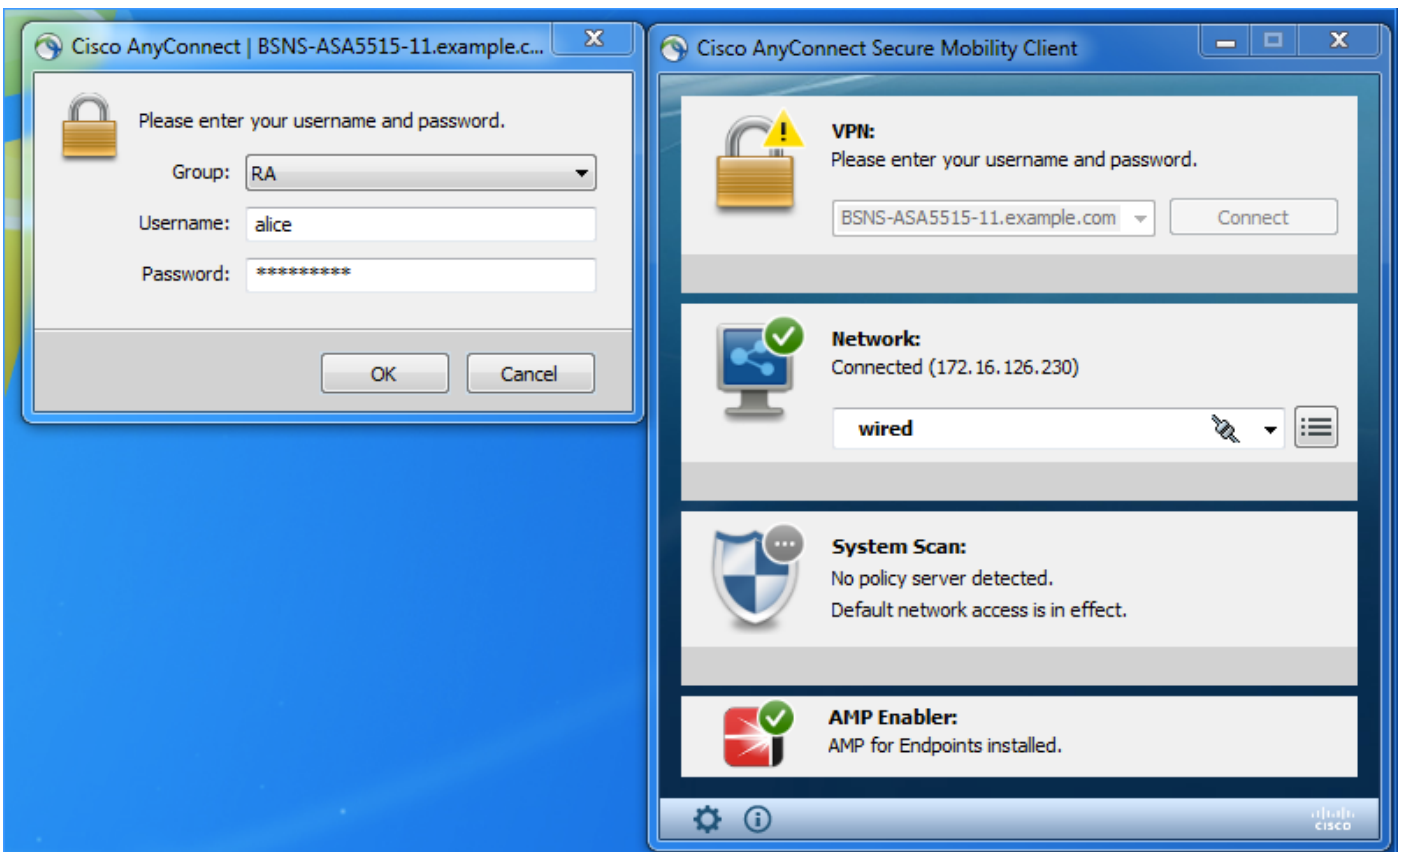 Cisco AnyConnect | BSNS-ASA5515-11.example.c...
Please enter your username and password.
Group: RA
Username: alice
Password: *********
OK Cancel
Cisco AnyConnect Secure Mobility Client
VPN:
Please enter your username and password.
BSNS-ASA5515-11.example.com Connect
Network:
Connected (172.16.126.230)
wired
System Scan:
No policy server detected.
Default network access is in effect.
AMP Enabler:
AMP for Endpoints installed.
CISCO